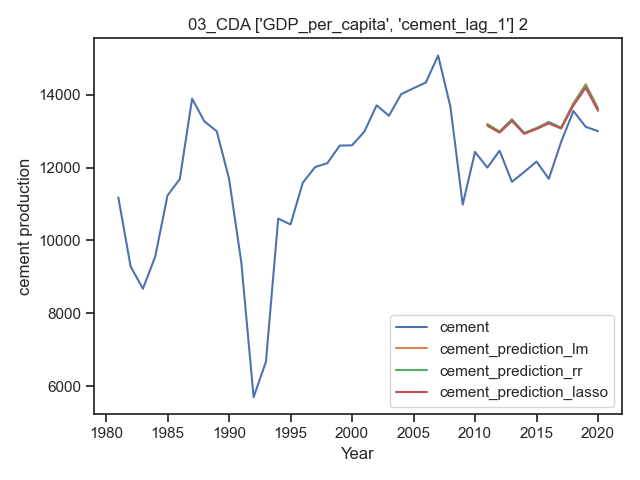 03_CDA ['GDP_per_capita', 'cement_lag_1'] 2
cement production
14000
12000
10000
8000
6000
1980 1985 1990 1995 2000 2005 2010 2015 2020
Year
cement
cement_prediction_lm
cement_prediction_rr
cement_prediction_lasso